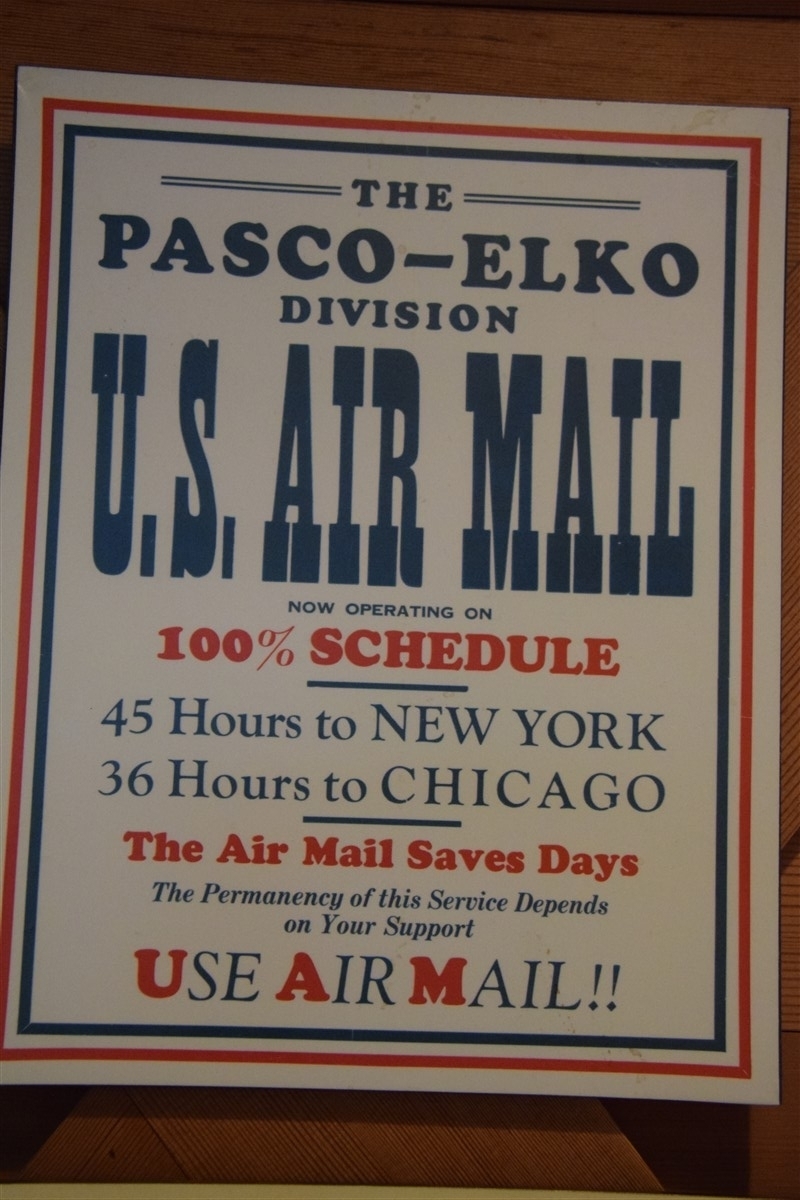 THE
PASCO–ELKO
DIVISION
U.S. AIR MAIL
NOW OPERATING ON
100% SCHEDULE
45 Hours to NEW YORK
36 Hours to CHICAGO
The Air Mail Saves Days
The Permanency of this Service Depends
on Your Support
USE AIR MAIL!!